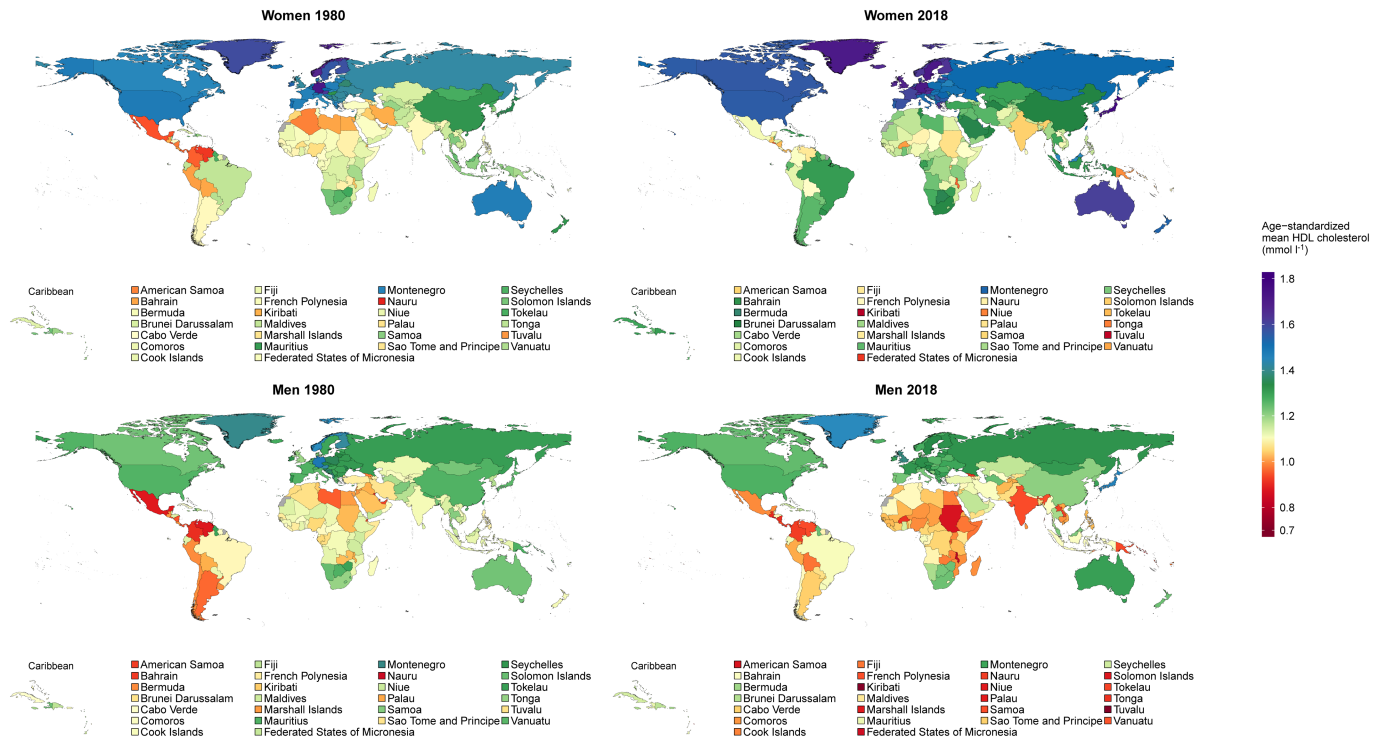 Women 1980
Women 2018
Caribbean
American Samoa
Bahrain
Bermuda
Brunei Darussalam
Cabo Verde
Comoros
Cook Islands
Fiji
French Polynesia
Kiribati
Maldives
Marshall Islands
Mauritius
Federated States of Micronesia
Montenegro
Nauru
Niue
Palau
Samoa
Sao Tome and Principe
Seychelles
Solomon Islands
Tokelau
Tonga
Tuvalu
Vanuatu
Caribbean
American Samoa
Bahrain
Bermuda
Brunei Darussalam
Cabo Verde
Comoros
Cook Islands
Fiji
French Polynesia
Kiribati
Maldives
Marshall Islands
Mauritius
Federated States of Micronesia
Montenegro
Nauru
Niue
Palau
Samoa
Sao Tome and Principe
Seychelles
Solomon Islands
Tokelau
Tonga
Tuvalu
Vanuatu
Age−standardized
mean HDL cholesterol
(mmol l⁻¹)
1.8
1.6
1.4
1.2
1.0
0.8
0.7
Men 1980
Men 2018
Caribbean
American Samoa
Bahrain
Bermuda
Brunei Darussalam
Cabo Verde
Comoros
Cook Islands
Fiji
French Polynesia
Kiribati
Maldives
Marshall Islands
Mauritius
Federated States of Micronesia
Montenegro
Nauru
Niue
Palau
Samoa
Sao Tome and Principe
Seychelles
Solomon Islands
Tokelau
Tonga
Tuvalu
Vanuatu
Caribbean
American Samoa
Bahrain
Bermuda
Brunei Darussalam
Cabo Verde
Comoros
Cook Islands
Fiji
French Polynesia
Kiribati
Maldives
Marshall Islands
Mauritius
Federated States of Micronesia
Montenegro
Nauru
Niue
Palau
Samoa
Sao Tome and Principe
Seychelles
Solomon Islands
Tokelau
Tonga
Tuvalu
Vanuatu